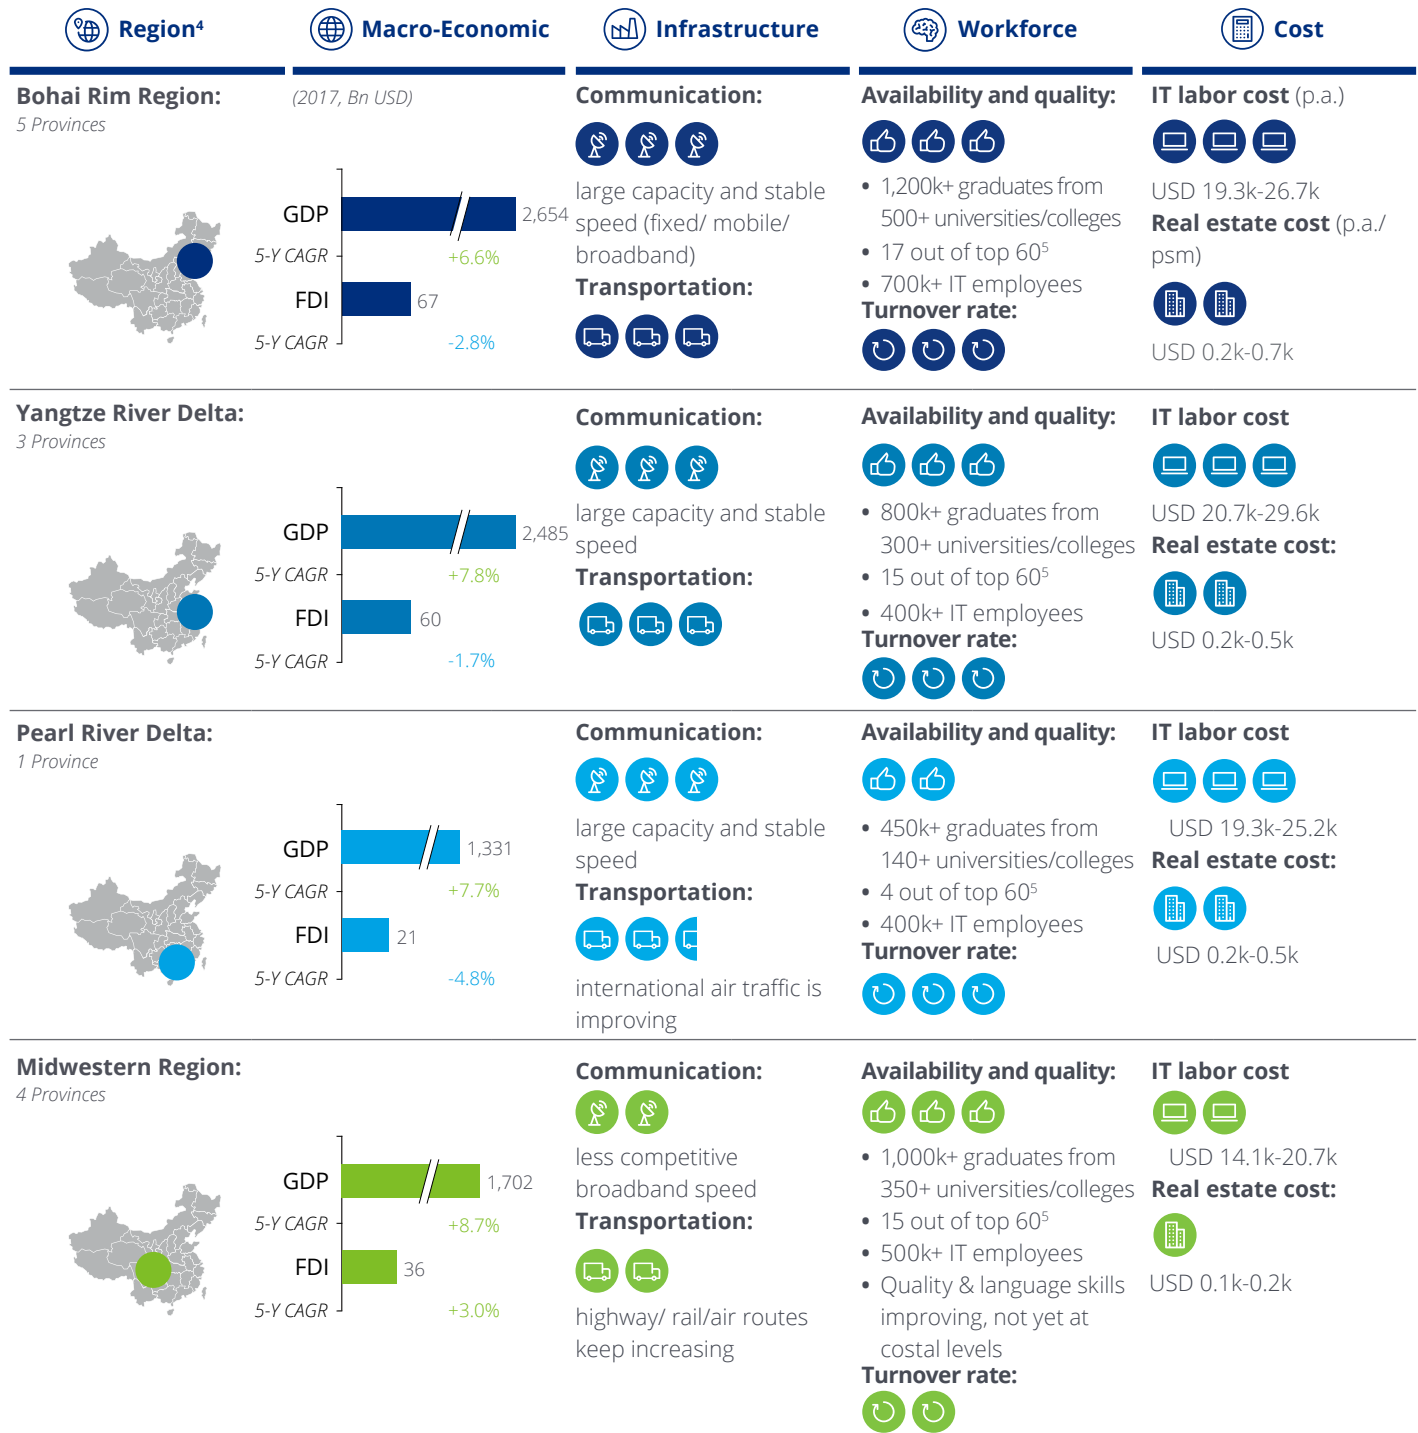 Region⁴
Macro-Economic
Infrastructure
Workforce
Cost
Bohai Rim Region:
5 Provinces
(2017, Bn USD)
GDP
2,654
5-Y CAGR
+6.6%
FDI
67
5-Y CAGR
-2.8%
Communication:
large capacity and stable
speed (fixed/ mobile/
broadband)
Transportation:
Availability and quality:
• 1,200k+ graduates from
500+ universities/colleges
• 17 out of top 60⁵
• 700k+ IT employees
Turnover rate:
IT labor cost (p.a.)
USD 19.3k-26.7k
Real estate cost (p.a./
psm)
USD 0.2k-0.7k
Yangtze River Delta:
3 Provinces
GDP
2,485
5-Y CAGR
+7.8%
FDI
60
5-Y CAGR
-1.7%
Communication:
large capacity and stable
speed
Transportation:
Availability and quality:
• 800k+ graduates from
300+ universities/colleges
• 15 out of top 60⁵
• 400k+ IT employees
Turnover rate:
IT labor cost
USD 20.7k-29.6k
Real estate cost:
USD 0.2k-0.5k
Pearl River Delta:
1 Province
GDP
1,331
5-Y CAGR
+7.7%
FDI
21
5-Y CAGR
-4.8%
Communication:
large capacity and stable
speed
Transportation:
international air traffic is
improving
Availability and quality:
• 450k+ graduates from
140+ universities/colleges
• 4 out of top 60⁵
• 400k+ IT employees
Turnover rate:
IT labor cost
USD 19.3k-25.2k
Real estate cost:
USD 0.2k-0.5k
Midwestern Region:
4 Provinces
GDP
1,702
5-Y CAGR
+8.7%
FDI
36
5-Y CAGR
+3.0%
Communication:
less competitive
broadband speed
Transportation:
highway/ rail/air routes
keep increasing
Availability and quality:
• 1,000k+ graduates from
350+ universities/colleges
• 15 out of top 60⁵
• 500k+ IT employees
• Quality & language skills
improving, not yet at
costal levels
Turnover rate:
IT labor cost
USD 14.1k-20.7k
Real estate cost:
USD 0.1k-0.2k